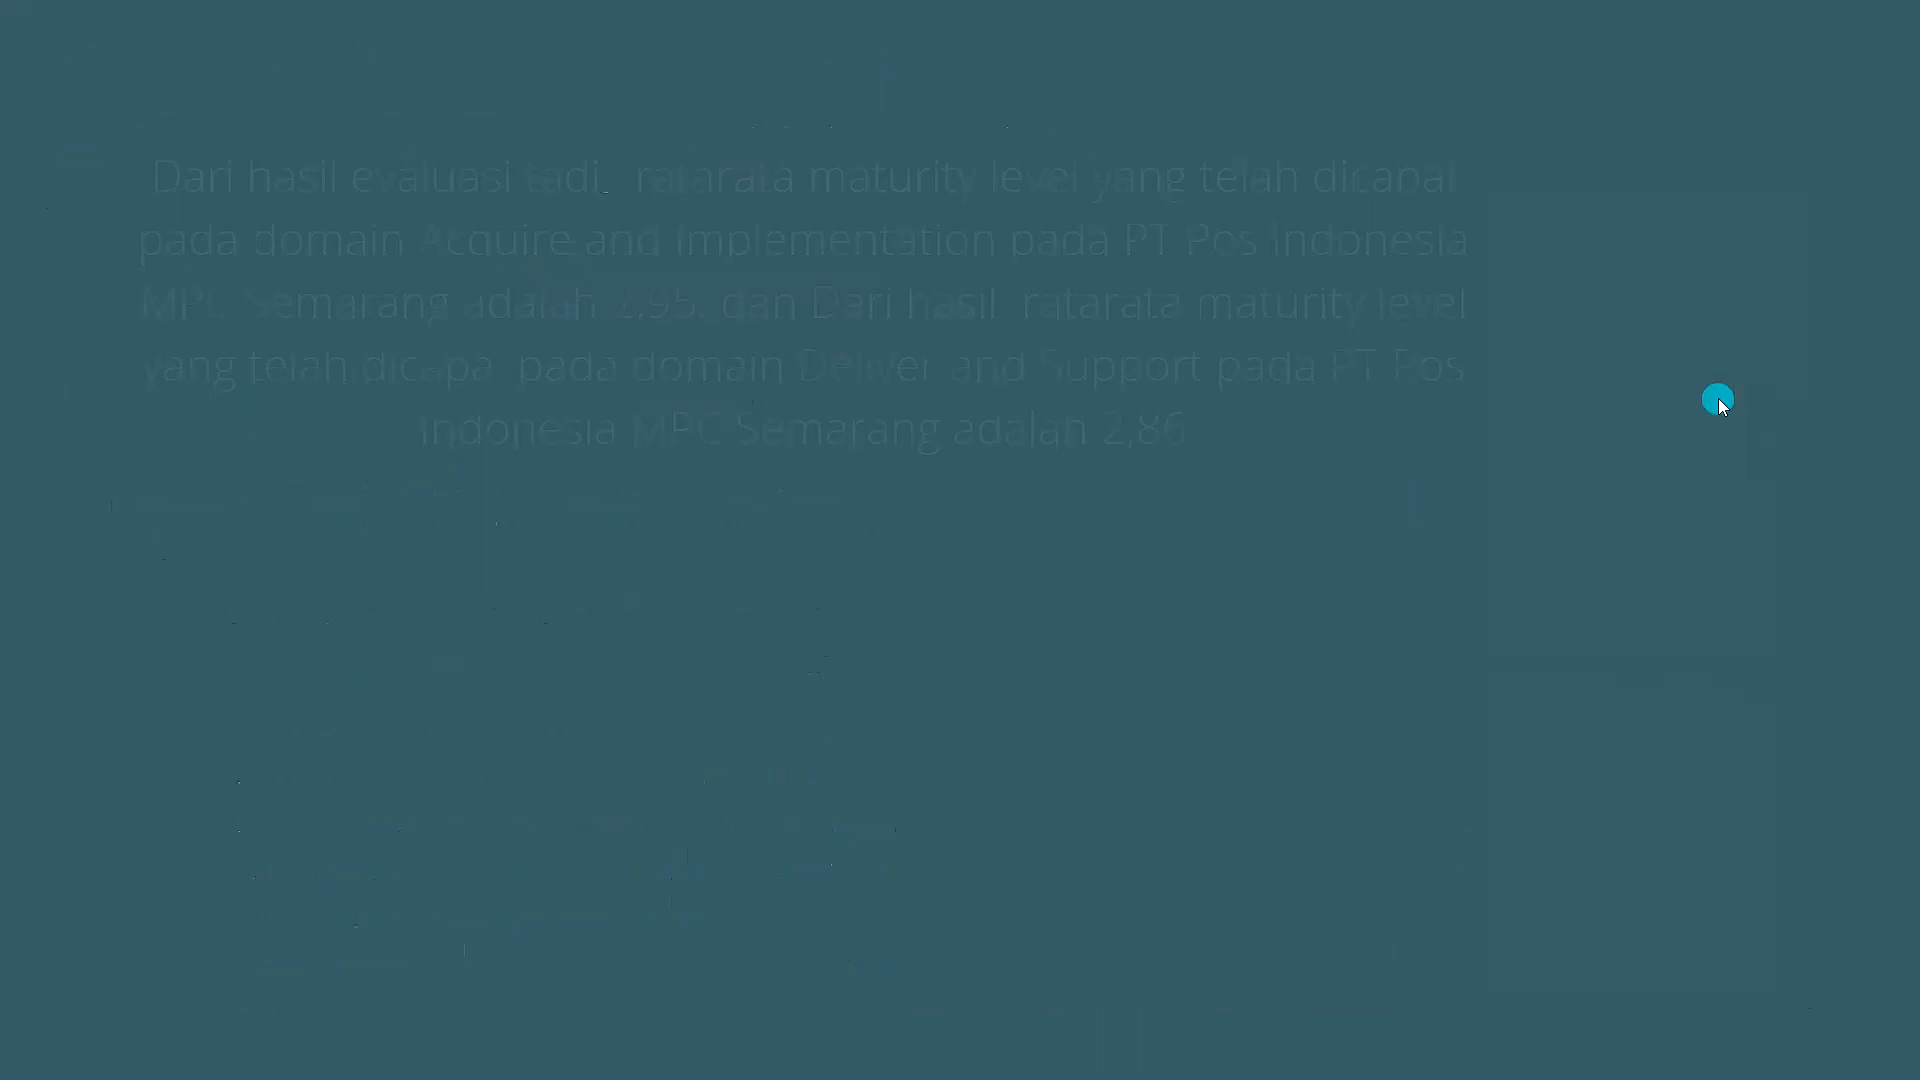 Dari hasil evaluasi tadi, ratarata maturity level yang telah dicapai
pada domain Acquire and Implementation pada PT Pos Indonesia
MPC Semarang adalah 2,95. dan Dari hasil ratarata maturity level
yang telah dicapai pada domain Deliver and Support pada PT Pos
Indonesia MPC Semarang adalah 2,86